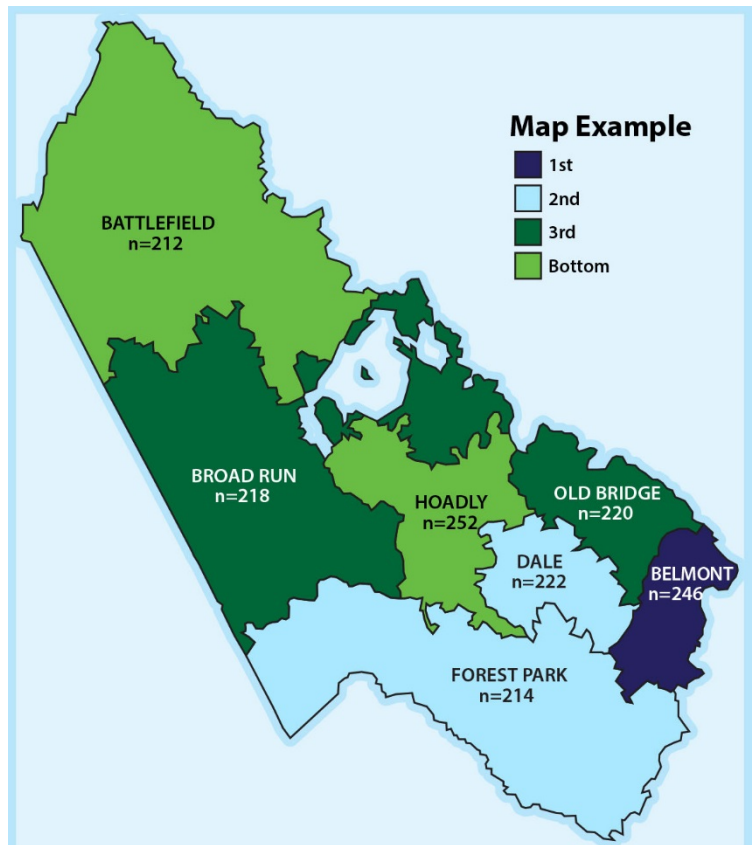 Map Example
1st
2nd
3rd
Bottom
BATTLEFIELD
n=212
BROAD RUN
n=218
HOADLY
n=252
OLD BRIDGE
n=220
DALE
n=222
BELMONT
n=246
FOREST PARK
n=214